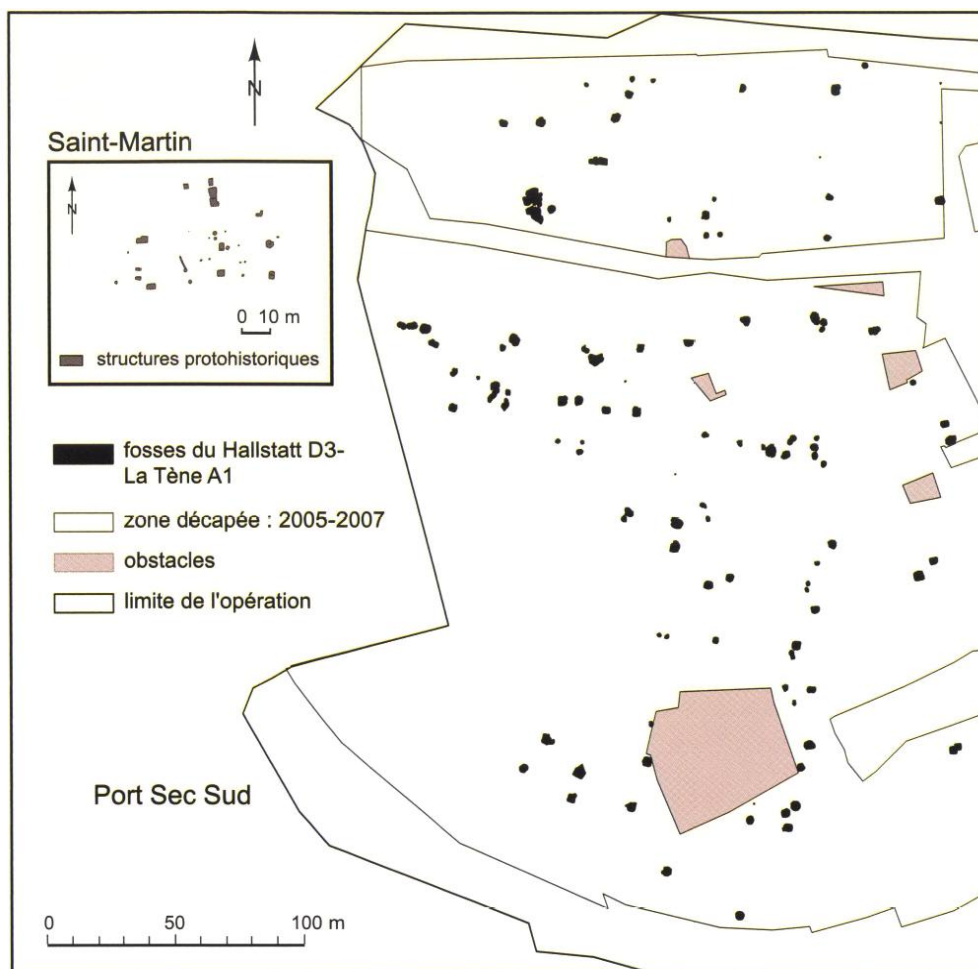 N
Saint-Martin
N
0 10 m
structures protohistoriques
fosses du Hallstatt D3-
La Tène A1
zone décapée : 2005-2007
obstacles
limite de l'opération
Port Sec Sud
0 50 100 m